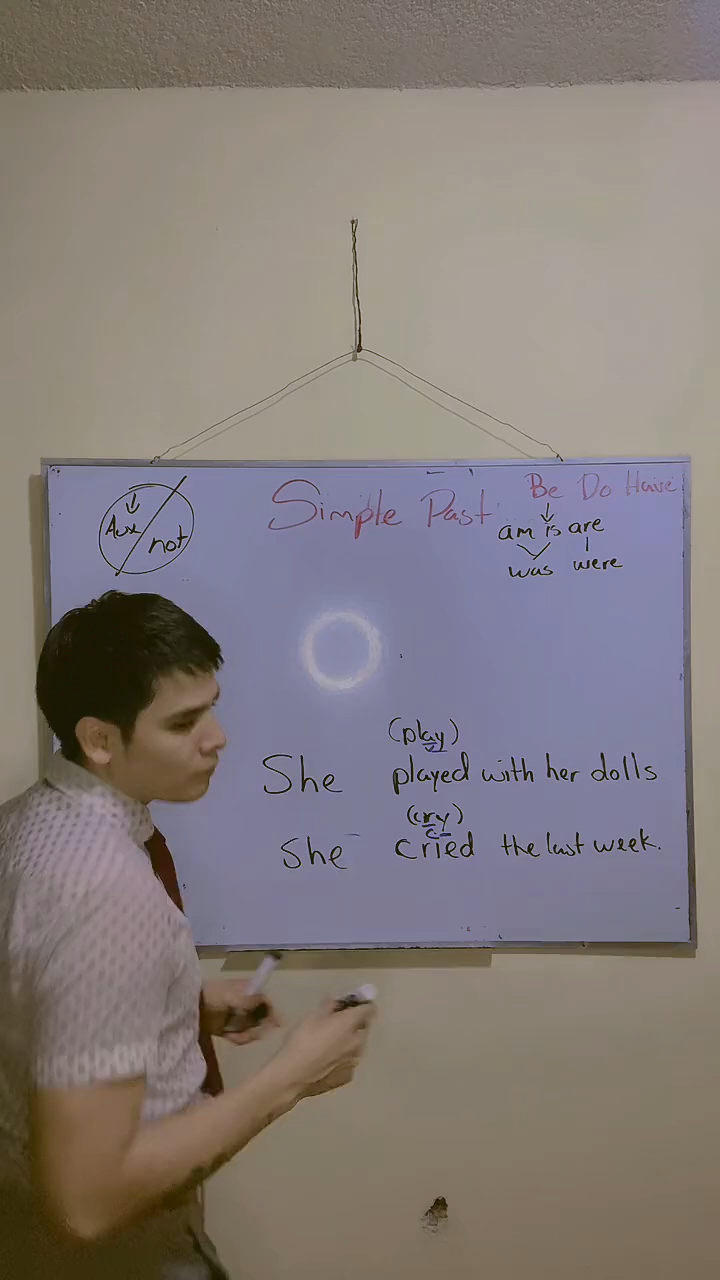 Aux/not
Simple Past
Be Do Have
am is are
was were
(play)
She played with her dolls
(cry)
She cried the last week.